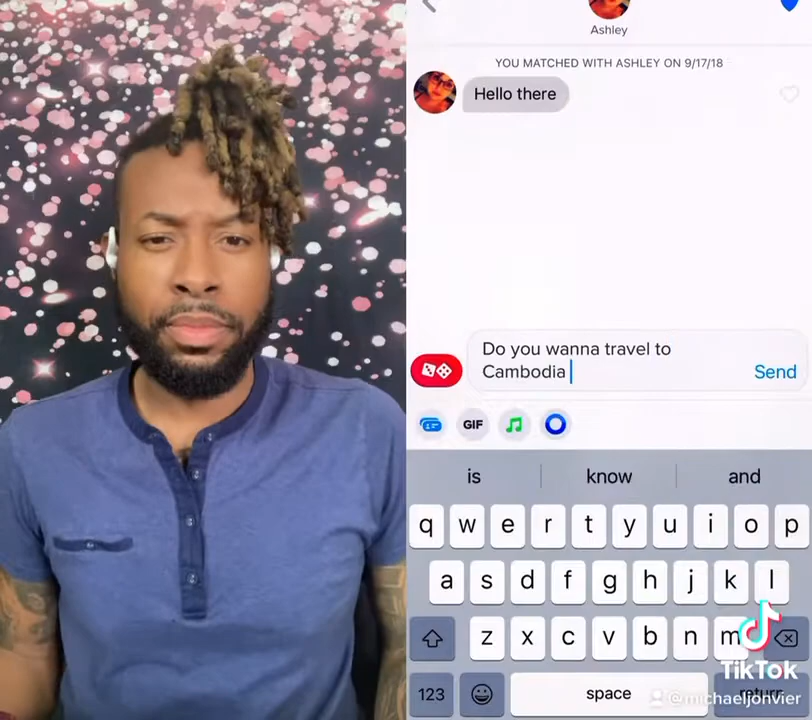 Ashley
YOU MATCHED WITH ASHLEY ON 9/17/18
Hello there
Do you wanna travel to
Cambodia
Send
GIF
is know and
q w e r t y u i o p
a s d f g h j k l
z x c v b n m
TikTok
123 space return
@michaeljonvier